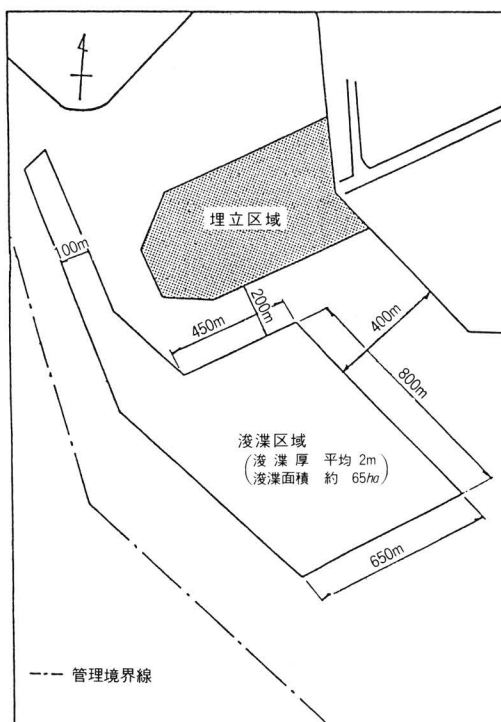 埋立区域
100m
200m
450m
400m
800m
浚渫区域
(浚渫厚 平均 2m
浚渫面積 約 65ha)
650m
管理境界線